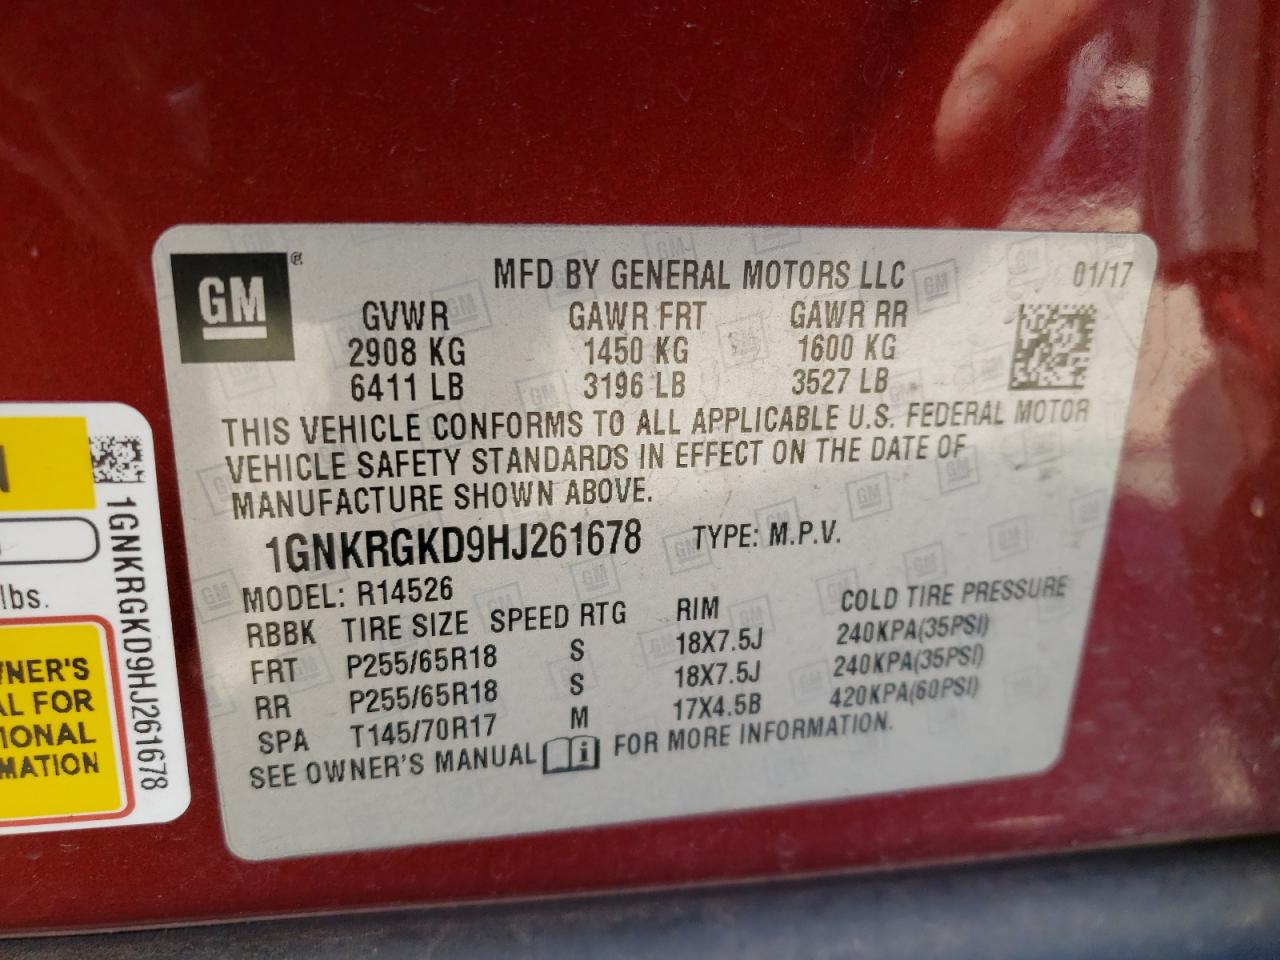 GM ®
MFD BY GENERAL MOTORS LLC 01/17
GVWR GAWR FRT GAWR RR
2908 KG 1450 KG 1600 KG
6411 LB 3196 LB 3527 LB
THIS VEHICLE CONFORMS TO ALL APPLICABLE U.S. FEDERAL MOTOR
VEHICLE SAFETY STANDARDS IN EFFECT ON THE DATE OF
MANUFACTURE SHOWN ABOVE.
1GNKRGKD9HJ261678 TYPE: M.P.V.
MODEL: R14526
RBBK TIRE SIZE SPEED RTG RIM COLD TIRE PRESSURE
FRT P255/65R18 S 18X7.5J 240KPA(35PSI)
RR P255/65R18 S 18X7.5J 240KPA(35PSI)
SPA T145/70R17 M 17X4.5B 420KPA(60PSI)
SEE OWNER'S MANUAL i FOR MORE INFORMATION.
lbs.
WNER'S
AL FOR
IONAL
MATION
1GNKRGKD9HJ261678